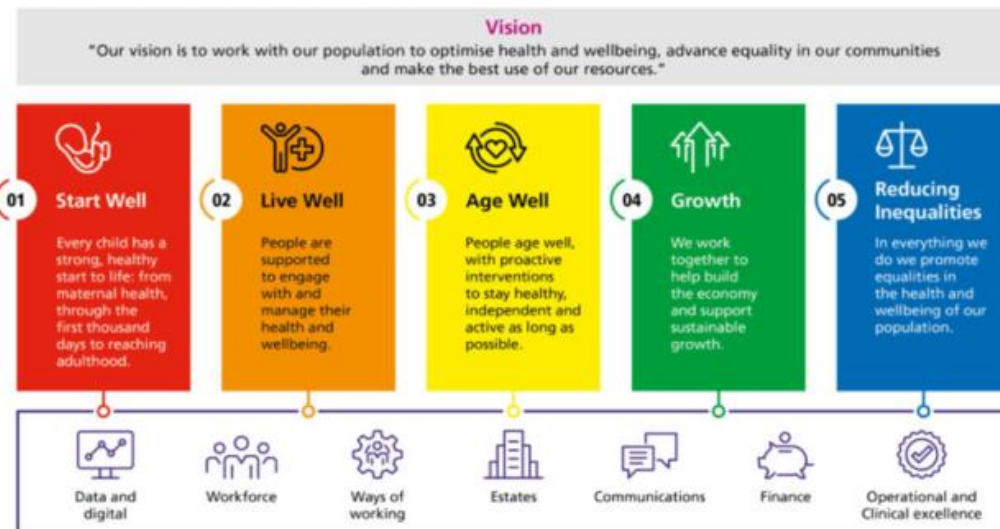 Vision
"Our vision is to work with our population to optimise health and wellbeing, advance equality in our communities
and make the best use of our resources."
01
Start Well
Every child has a
strong, healthy
start to life: from
maternal health,
through the
first thousand
days to reaching
adulthood.
02
Live Well
People are
supported
to engage
with and
manage their
health and
wellbeing.
03
Age Well
People age well,
with proactive
interventions
to stay healthy,
independent and
active as long as
possible.
04
Growth
We work
together to
help build
the economy
and support
sustainable
growth.
05
Reducing
Inequalities
In everything we
do we promote
equalities in
the health and
wellbeing of our
population.
Data and
digital
Workforce
Ways of
working
Estates
Communications
Finance
Operational and
Clinical excellence